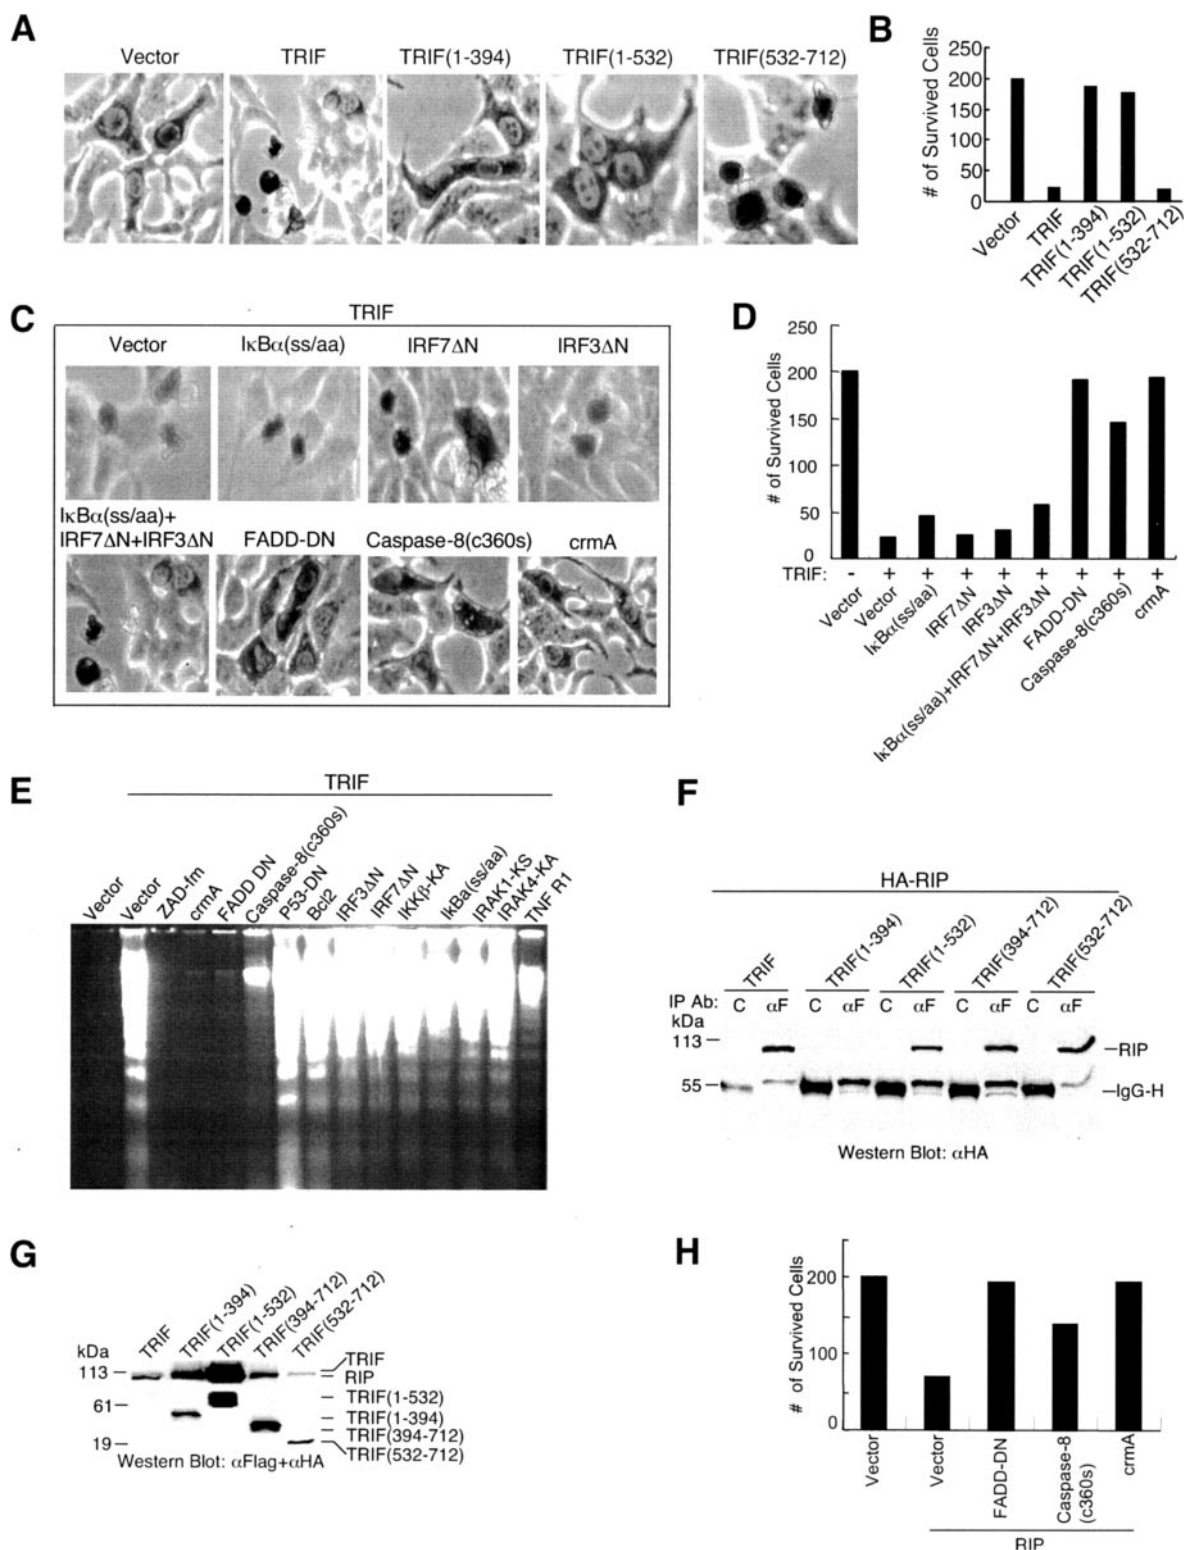 A
Vector TRIF TRIF(1-394) TRIF(1-532) TRIF(532-712)
B
# of Survived Cells
250
200
150
100
50
0
Vector
TRIF
TRIF(1-394)
TRIF(1-532)
TRIF(532-712)
C
TRIF
Vector IκBα(ss/aa) IRF7ΔN IRF3ΔN
IκBα(ss/aa)+
IRF7ΔN+IRF3ΔN FADD-DN Caspase-8(c360s) crmA
D
# of Survived Cells
250
200
150
100
50
0
TRIF: - + + + + + + + +
Vector
Vector
IκBα(ss/aa)
IRF7ΔN
IRF3ΔN
IκBα(ss/aa)+IRF7ΔN+IRF3ΔN
FADD-DN
Caspase-8(c360s)
crmA
E
TRIF
Vector
Vector
ZAD-fm
crmA
FADD DN
Caspase-8(c360s)
P53-DN
Bcl2
IRF3ΔN
IRF7ΔN
IKKβ-KA
IκBa(ss/aa)
IRAK1-KS
IRAK4-KA
TNF R1
F
HA-RIP
TRIF
TRIF(1-394)
TRIF(1-532)
TRIF(394-712)
TRIF(532-712)
IP Ab: C αF C αF C αF C αF C αF
kDa
113
RIP
55
IgG-H
Western Blot: αHA
G
TRIF
TRIF(1-394)
TRIF(1-532)
TRIF(394-712)
TRIF(532-712)
kDa
113
61
19
TRIF
RIP
TRIF(1-532)
TRIF(1-394)
TRIF(394-712)
TRIF(532-712)
Western Blot: αFlag+αHA
H
# of Survived Cells
200
100
0
Vector
Vector
FADD-DN
Caspase-8
(c360s)
crmA
RIP